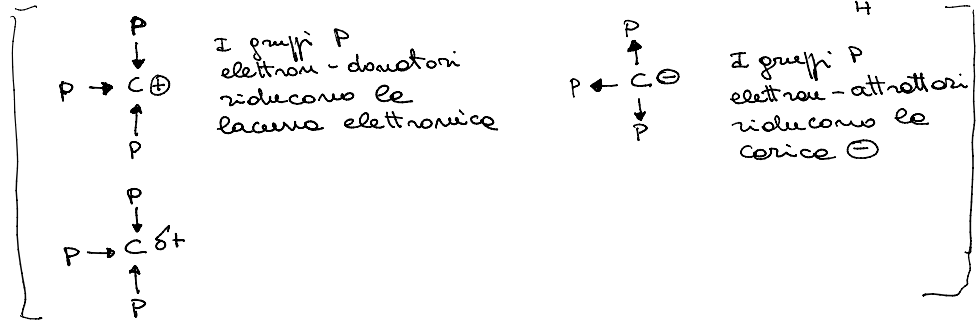 H
P
P → C ⊕
P
I gruppi P
elettron-donatori
riducono la
lacuna elettronica
P
P ← C ⊖
P
I gruppi P
elettron-attrattori
riducono la
carica ⊖
P
P → C δ+
P